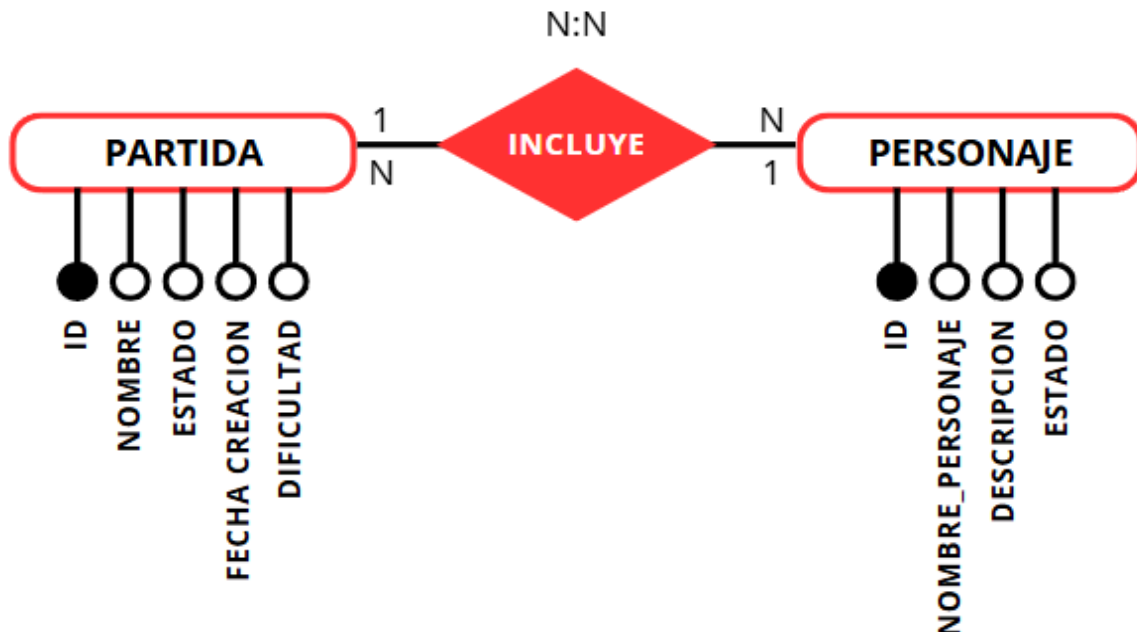 N:N
PARTIDA
1
N
INCLUYE
N
1
PERSONAJE
ID
NOMBRE
ESTADO
FECHA CREACION
DIFICULTAD
ID
NOMBRE_PERSONAJE
DESCRIPCION
ESTADO